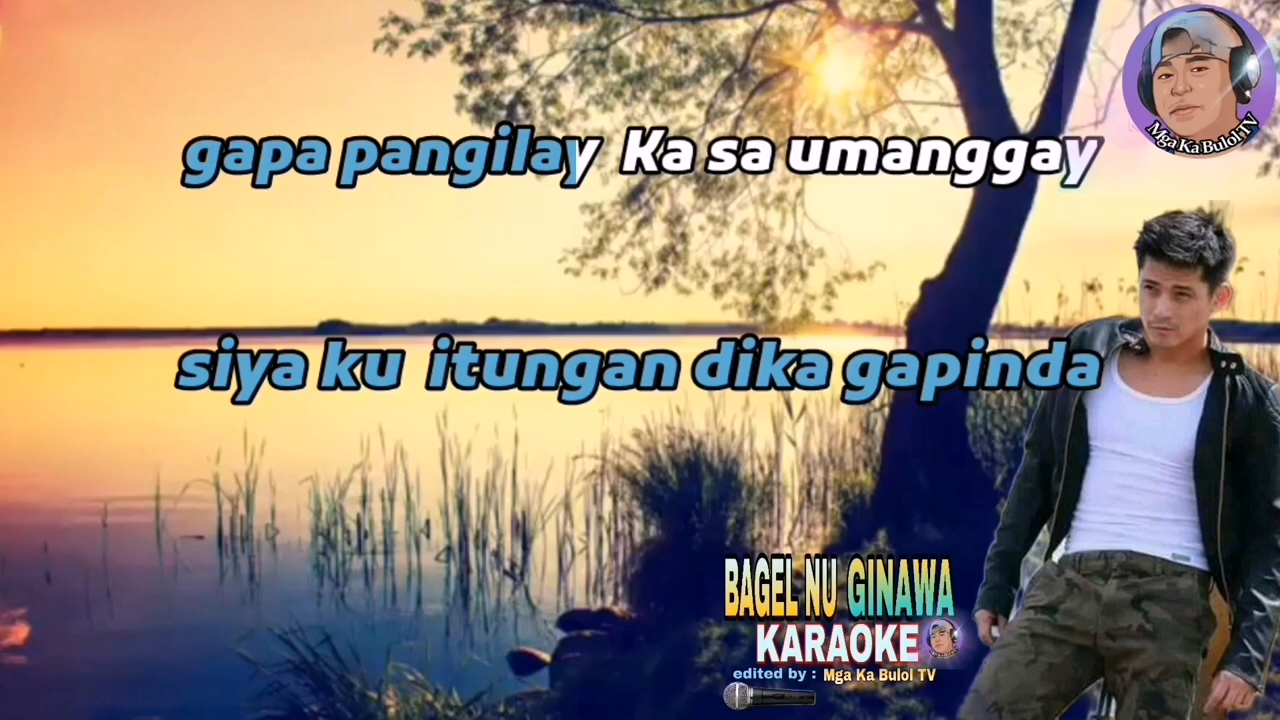 gapa pangilay Ka sa umanggay
siya ku itungan dika gapinda
Mga Ka Bulol TV
BAGEL NU GINAWA
KARAOKE
edited by : Mga Ka Bulol TV